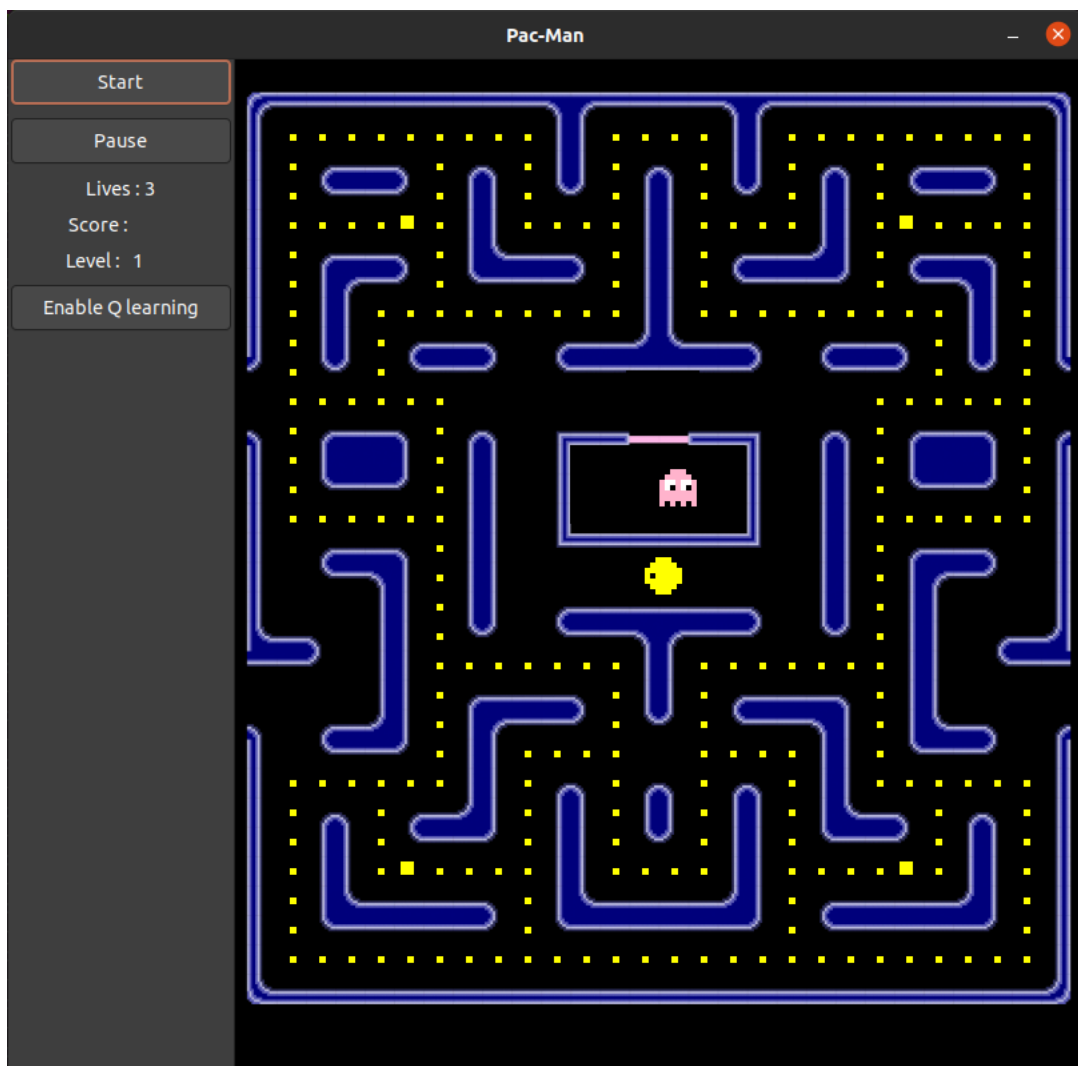 Pac-Man
Start
Pause
Lives : 3
Score :
Level : 1
Enable Q learning